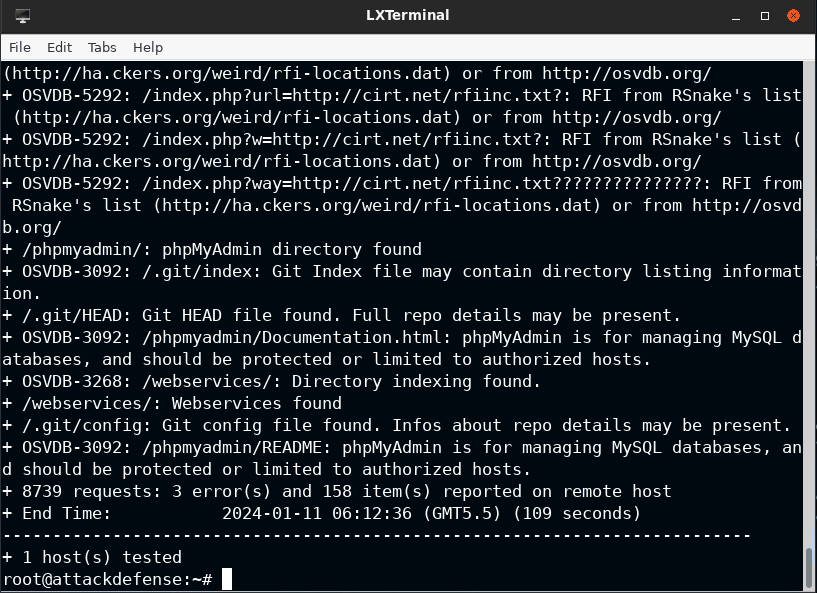 LXTerminal
File Edit Tabs Help
(http://ha.ckers.org/weird/rfi-locations.dat) or from http://osvdb.org/
+ OSVDB-5292: /index.php?url=http://cirt.net/rfiinc.txt?: RFI from RSnake's list
 (http://ha.ckers.org/weird/rfi-locations.dat) or from http://osvdb.org/
+ OSVDB-5292: /index.php?w=http://cirt.net/rfiinc.txt?: RFI from RSnake's list (
http://ha.ckers.org/weird/rfi-locations.dat) or from http://osvdb.org/
+ OSVDB-5292: /index.php?way=http://cirt.net/rfiinc.txt???????????????: RFI from
 RSnake's list (http://ha.ckers.org/weird/rfi-locations.dat) or from http://osvd
b.org/
+ /phpmyadmin/: phpMyAdmin directory found
+ OSVDB-3092: /.git/index: Git Index file may contain directory listing informat
ion.
+ /.git/HEAD: Git HEAD file found. Full repo details may be present.
+ OSVDB-3092: /phpmyadmin/Documentation.html: phpMyAdmin is for managing MySQL d
atabases, and should be protected or limited to authorized hosts.
+ OSVDB-3268: /webservices/: Directory indexing found.
+ /webservices/: Webservices found
+ /.git/config: Git config file found. Infos about repo details may be present.
+ OSVDB-3092: /phpmyadmin/README: phpMyAdmin is for managing MySQL databases, an
d should be protected or limited to authorized hosts.
+ 8739 requests: 3 error(s) and 158 item(s) reported on remote host
+ End Time:           2024-01-11 06:12:36 (GMT5.5) (109 seconds)
---------------------------------------------------------------------------
+ 1 host(s) tested
root@attackdefense:~#